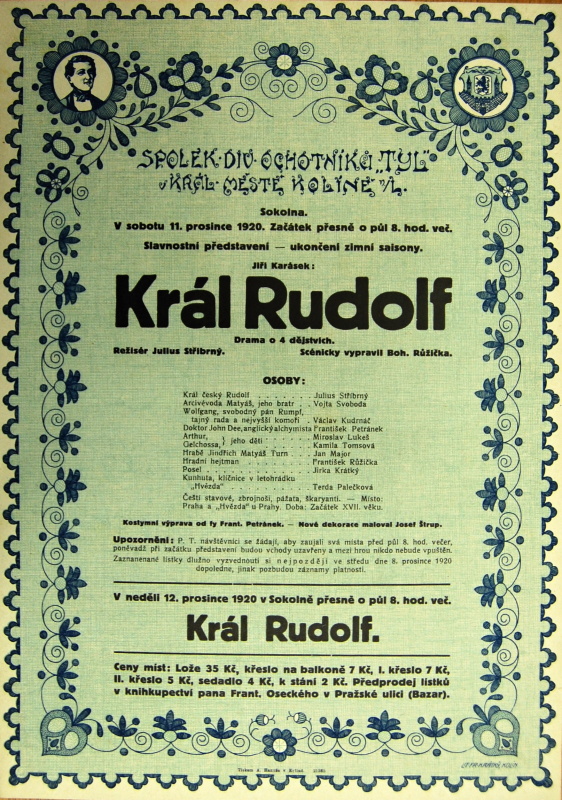 SPOLEK·DIV·OCHOTNÍKŮ „TYL"
V KRÁL·MĚSTĚ KOLÍNĚ N/L.
Sokolna.
V sobotu 11. prosince 1920. Začátek přesně o půl 8. hod. več.
Slavnostní představení — ukončení zimní saisony.
Jiří Karásek:
Král Rudolf
Drama o 4 dějstvích.
Režisér Julius Stříbrný. Scénicky vypravil Boh. Růžička.
OSOBY:
Král český Rudolf . . . . . . Julius Stříbrný
Arcivévoda Matyáš, jeho bratr . . Vojta Svoboda
Wolfgang, svobodný pán Rumpf,
tajný rada a nejvyšší komoří . Václav Kudrnáč
Doktor John Dee, anglický alchymista František Petránek
Arthur, } jeho děti . . . . Miroslav Lukeš
Gelchossa, Kamila Tomsová
Hrabě Jindřich Matyáš Turn . . . Jan Major
Hradní hejtman . . . . . . František Růžička
Posel . . . . . . . . . Jirka Krátký
Kunhuta, klíčnice v letohrádku
„Hvězda" . . . . . . . . Terda Palečková
Čeští stavové, zbrojnoši, pážata, škaryanti. — Místo:
Praha a „Hvězda" u Prahy. Doba: Začátek XVII. věku.
Kostymní výprava od fy Frant. Petránek. — Nové dekorace maloval Josef Štrup.
Upozornění: P. T. návštěvníci se žádají, aby zaujali svá místa před půl 8. hod. večer,
poněvadž při začátku představení budou vchody uzavřeny a mezi hrou nikdo nebude vpuštěn.
Zaznamenané lístky dlužno vyzvednouti si nejpozději ve středu dne 8. prosince 1920
dopoledne, jinak pozbudou záznamy platnosti.
V neděli 12. prosince 1920 v Sokolně přesně o půl 8. hod. več.
Král Rudolf.
Ceny míst: Lože 35 Kč, křeslo na balkoně 7 Kč, I. křeslo 7 Kč,
II. křeslo 5 Kč, sedadlo 4 Kč, k stání 2 Kč. Předprodej lístků
v knihkupectví pana Frant. Oseckého v Pražské ulici (Bazar).